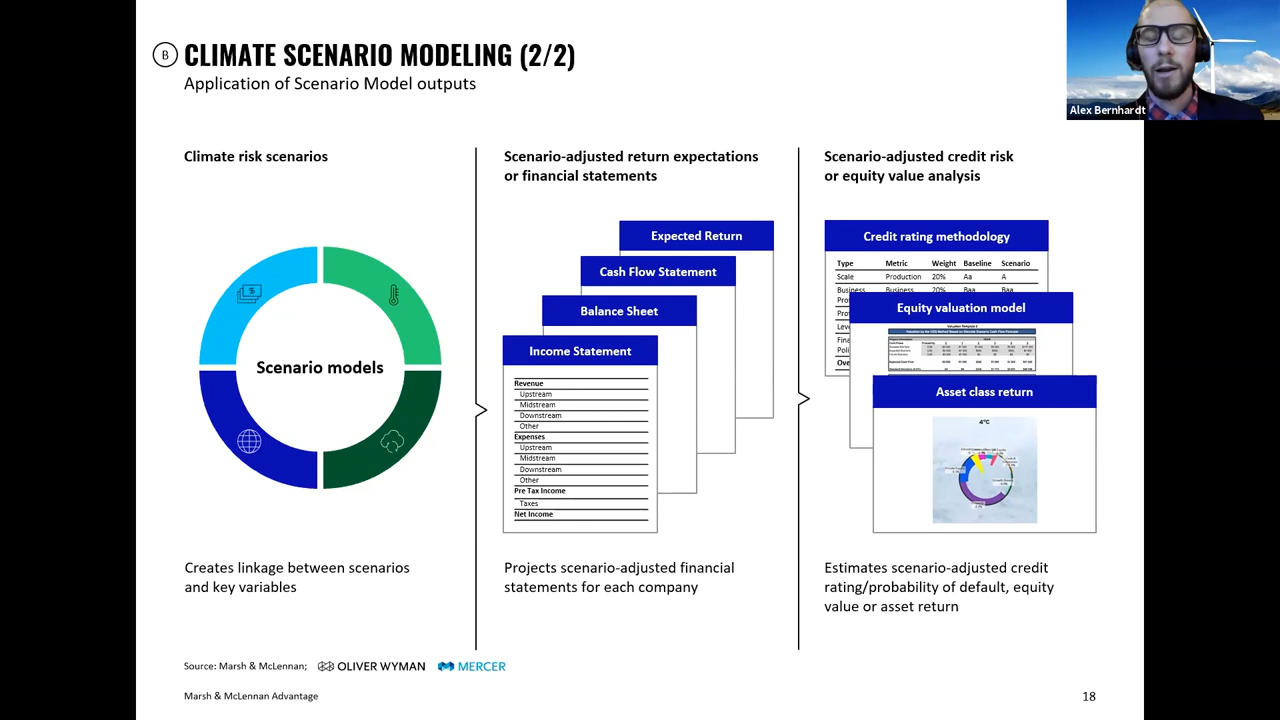 B
CLIMATE SCENARIO MODELING (2/2)
Application of Scenario Model outputs
Alex Bernhardt
Climate risk scenarios
Scenario models
Creates linkage between scenarios
and key variables
Scenario-adjusted return expectations
or financial statements
Expected Return
Cash Flow Statement
Balance Sheet
Income Statement
Revenue
Upstream
Midstream
Downstream
Other
Expenses
Upstream
Midstream
Downstream
Other
Pre Tax Income
Taxes
Net Income
Projects scenario-adjusted financial
statements for each company
Scenario-adjusted credit risk
or equity value analysis
Credit rating methodology
Type Metric Weight Baseline Scenario
Scale Production 20% Aa A
Business Business 20% Baa Baa
Equity valuation model
Asset class return
4°C
Estimates scenario-adjusted credit
rating/probability of default, equity
value or asset return
Source: Marsh & McLennan; OLIVER WYMAN MERCER
Marsh & McLennan Advantage
18